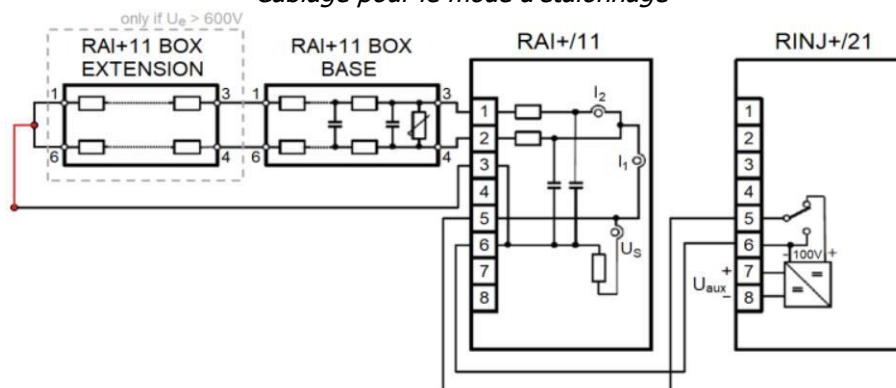 Câblage pour le mode d'étalonnage
only if Ue > 600V
RAI+11 BOX
EXTENSION
RAI+11 BOX
BASE
RAI+/11
RINJ+/21
1
3
6
4
1
3
6
4
1
2
3
4
5
6
7
8
I2
I1
US
1
2
3
4
5
6
7
8
- 100V +
+
Uaux
−
=
=